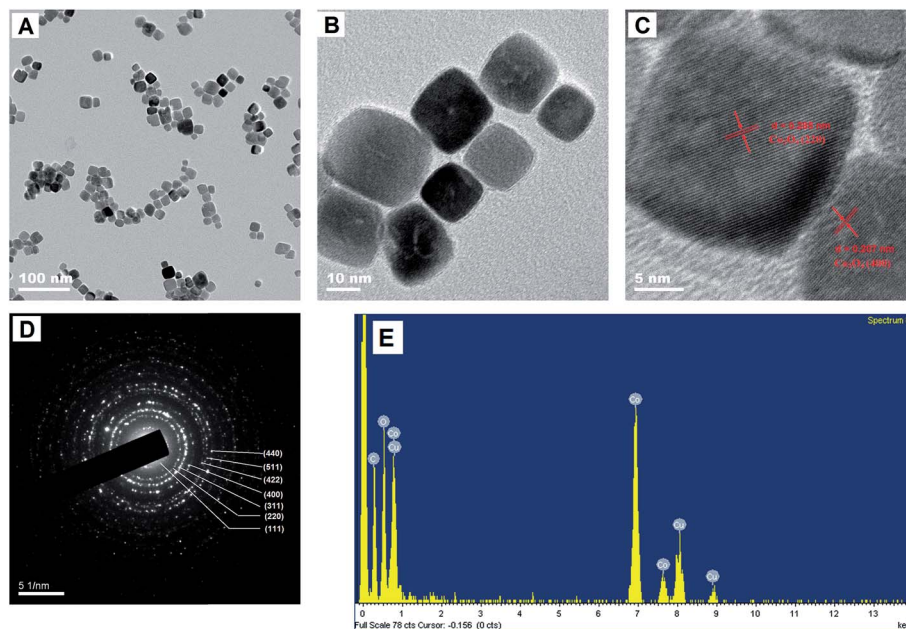 A
100 nm
B
10 nm
C
5 nm
D
(440)
(511)
(422)
(400)
(311)
(220)
(111)
5 1/nm
Spectrum
E
Co
O
Co
Cu
C
Cu
Co
Cu
0 1 2 3 4 5 6 7 8 9 10 11 12 13
Full Scale 78 cts Cursor: -0.156 (0 cts)
ke